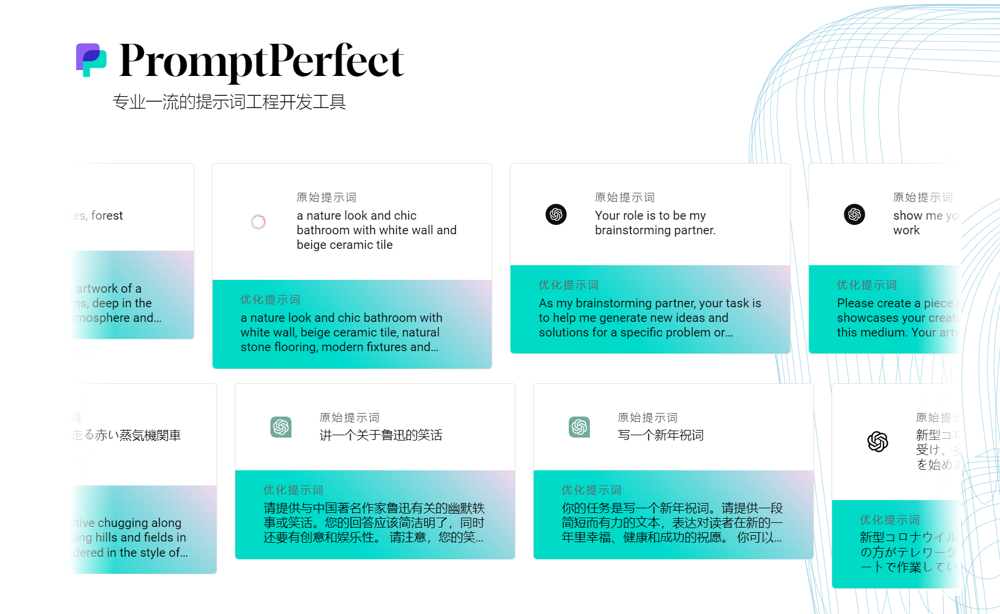 PromptPerfect
专业一流的提示词工程开发工具
forest
artwork of a
deep in the
and...
原始提示词
a nature look and chic
bathroom with white wall and
beige ceramic tile
优化提示词
a nature look and chic bathroom with
white wall, beige ceramic tile, natural
stone flooring, modern fixtures and...
原始提示词
Your role is to be my
brainstorming partner.
优化提示词
As my brainstorming partner, your task is
to help me generate new ideas and
solutions for a specific problem or...
原始提示词
show me
work
优化提示词
Please create a piece
showcases your
this medium. Your
词
走る赤い蒸気機関車
chugging along
hills and fields in
in the style of...
原始提示词
讲一个关于鲁迅的笑话
优化提示词
请提供与中国著名作家鲁迅有关的幽默轶
事或笑话。您的回答应该简洁明了，同时
还要有创意和娱乐性。 请注意，您的笑...
原始提示词
写一个新年祝词
优化提示词
你的任务是写一个新年祝词。请提供一段
简短而有力的文本，表达对读者在新的一
年里幸福、健康和成功的祝愿。 你可以...
原始提示
新型コロ
受け、多
を始めま
优化提示词
新型コロナウイル
の方がテレワーク
ートで作業してい